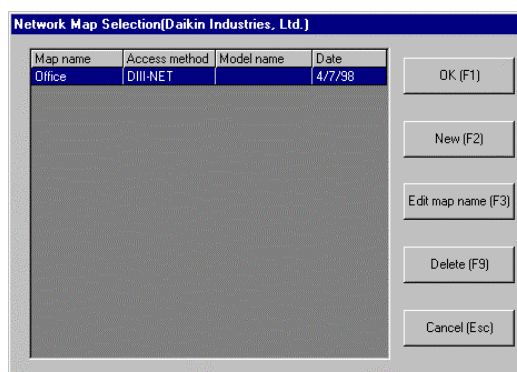 Network Map Selection(Daikin Industries, Ltd.)
Map name Access method Model name Date
Office DIII-NET 4/7/98
OK (F1)
New (F2)
Edit map name (F3)
Delete (F9)
Cancel (Esc)